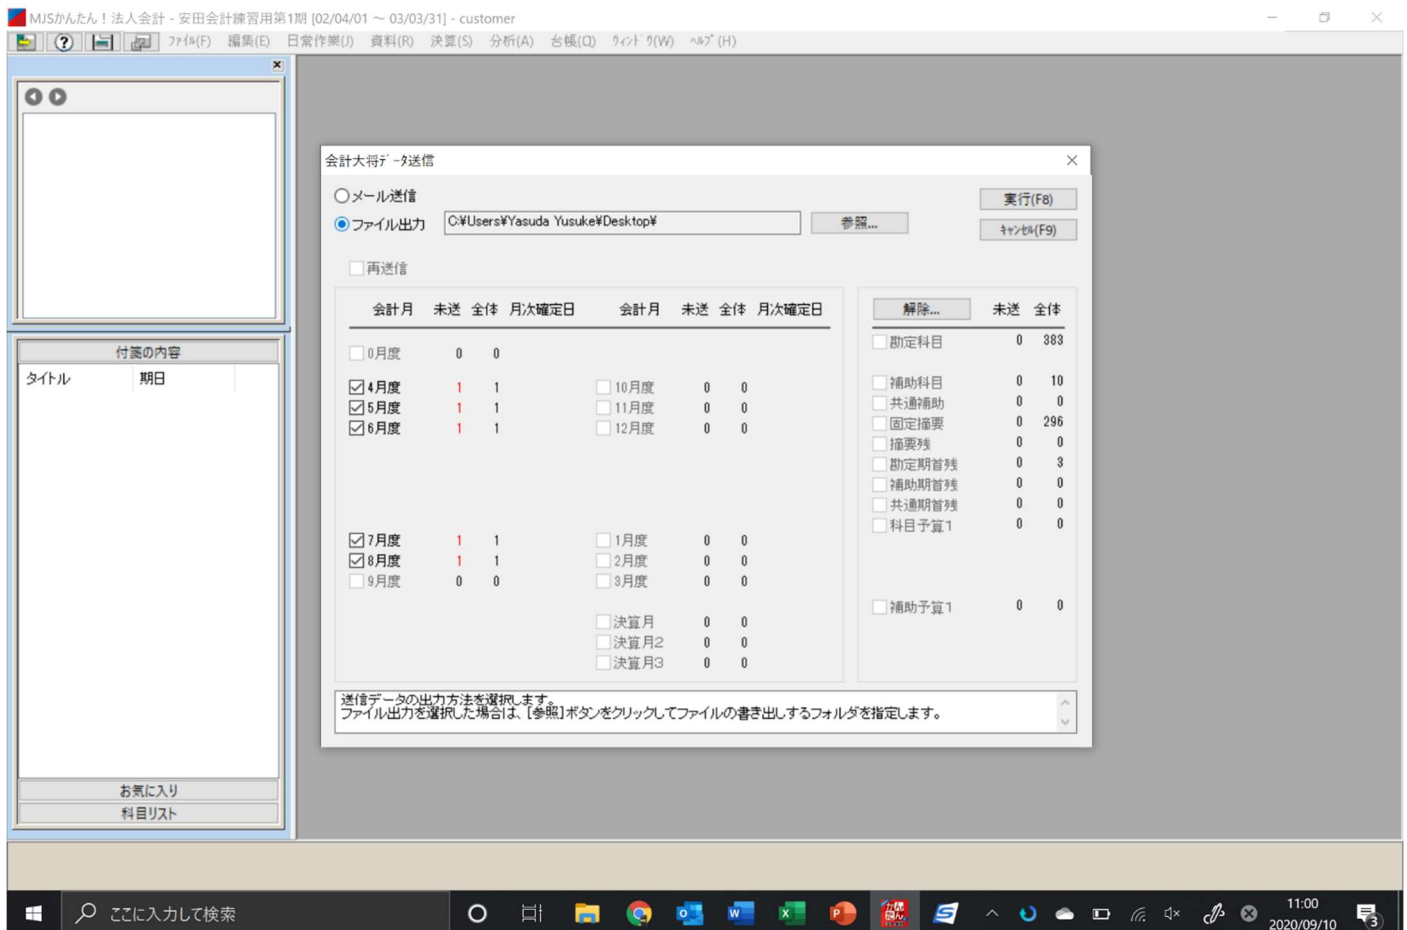 MJSかんたん！法人会計 - 安田会計練習用第1期 [02/04/01 ～ 03/03/31] - customer
ﾌｧｲﾙ(F) 編集(E) 日常作業(J) 資料(R) 決算(S) 分析(A) 台帳(Q) ｳｨﾝﾄﾞｳ(W) ﾍﾙﾌﾟ(H)
会計大将ﾃﾞｰﾀ送信
メール送信
実行(F8)
ファイル出力 C:¥Users¥Yasuda Yusuke¥Desktop¥ 参照...
ｷｬﾝｾﾙ(F9)
再送信
会計月 未送 全体 月次確定日 会計月 未送 全体 月次確定日 解除... 未送 全体
勘定科目 0 383
0月度 0 0
4月度 1 1 10月度 0 0 補助科目 0 10
5月度 1 1 11月度 0 0 共通補助 0 0
6月度 1 1 12月度 0 0 固定摘要 0 296
摘要残 0 0
勘定期首残 0 3
補助期首残 0 0
共通期首残 0 0
科目予算1 0 0
7月度 1 1 1月度 0 0
8月度 1 1 2月度 0 0
9月度 0 0 3月度 0 0
補助予算1 0 0
決算月 0 0
決算月2 0 0
決算月3 0 0
送信データの出力方法を選択します。
ファイル出力を選択した場合は、[参照]ボタンをクリックしてファイルの書き出しするフォルダを指定します。
付箋の内容
タイトル 期日
お気に入り
科目リスト
ここに入力して検索
11:00
2020/09/10
3